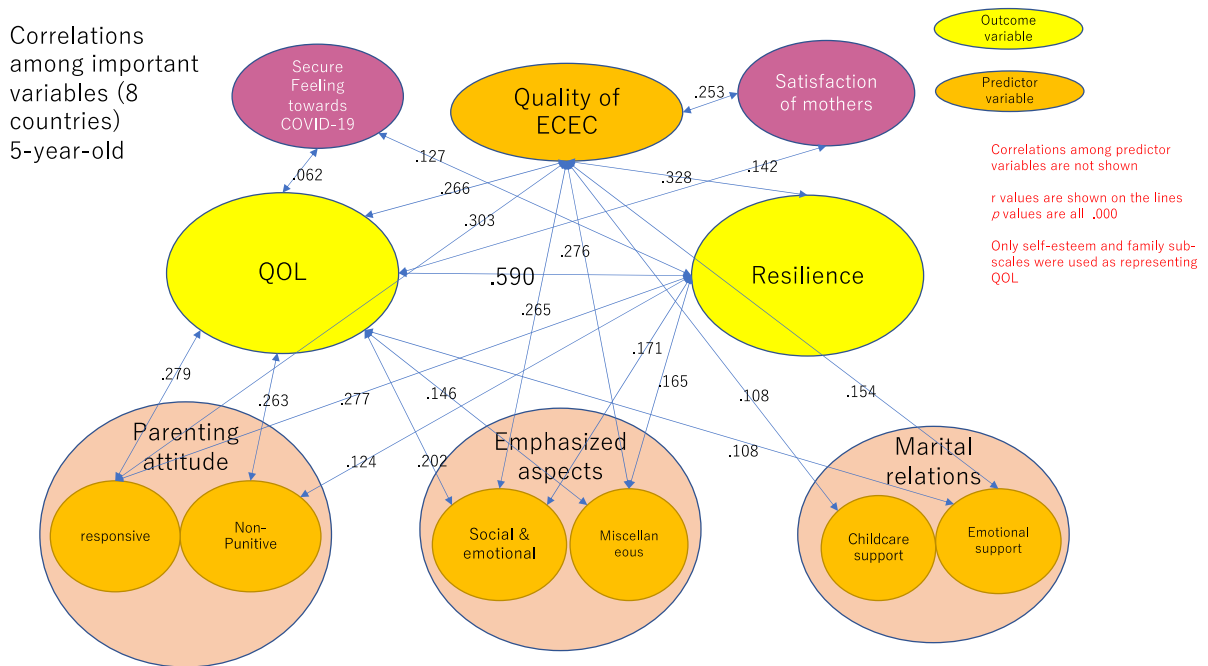 Correlations
among important
variables (8
countries)
5-year-old
Secure
Feeling
towards
COVID-19
Quality of
ECEC
.253
Satisfaction
of mothers
Outcome
variable
Predictor
variable
Correlations among predictor
variables are not shown
r values are shown on the lines
p values are all .000
Only self-esteem and family sub-
scales were used as representing
QOL
.062
.127
.266
.303
.328
.142
.276
QOL
.590
Resilience
.265
.171
.165
.279
.263
.277
.146
.108
.154
.124
.202
.108
Parenting
attitude
responsive
Non-
Punitive
Emphasized
aspects
Social &
emotional
Miscellan
eous
Marital
relations
Childcare
support
Emotional
support